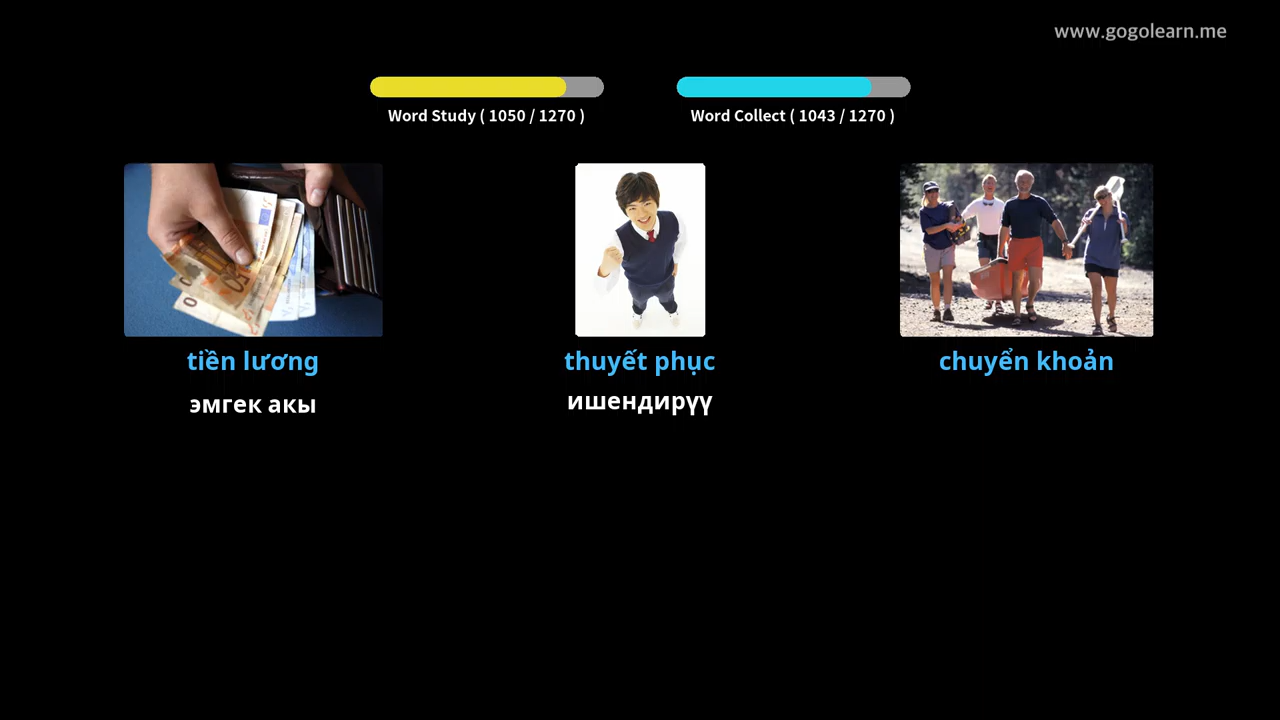 www.gogolearn.me
Word Study ( 1050 / 1270 )
Word Collect ( 1043 / 1270 )
tiền lương
thuyết phục
chuyển khoản
эмгек акы
ишендирүү